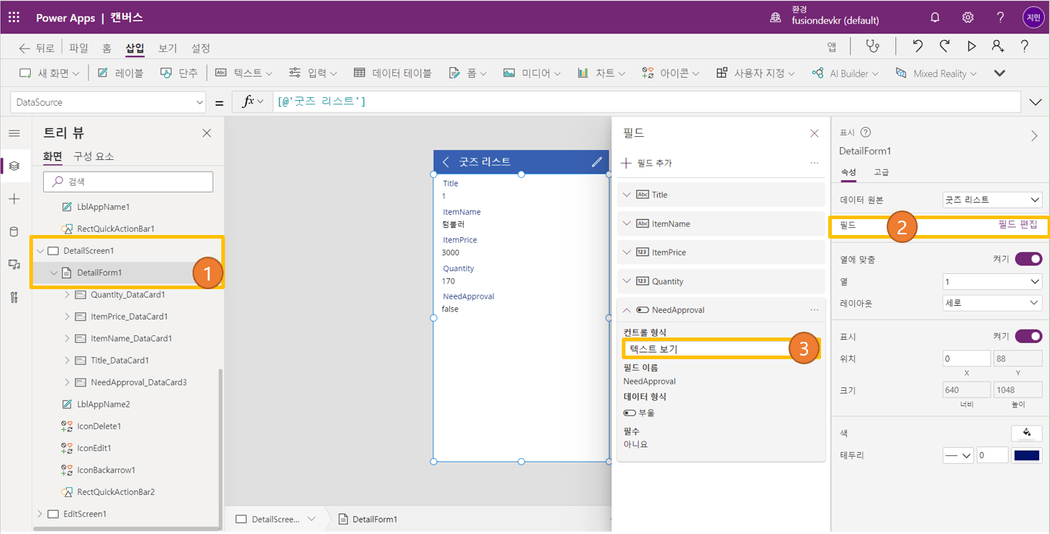 Power Apps | 캔버스
환경
fusiondevkr (default)
?
지민
뒤로 파일 홈 삽입 보기 설정
앱
?
새 화면 레이블 단추 텍스트 입력 데이터 테이블 폼 미디어 차트 아이콘 사용자 지정 AI Builder Mixed Reality
DataSource = fx [@'굿즈 리스트']
트리 뷰
화면 구성 요소
검색
LblAppName1
RectQuickActionBar1
DetailScreen1
DetailForm1
1
Quantity_DataCard1
ItemPrice_DataCard1
ItemName_DataCard1
Title_DataCard1
NeedApproval_DataCard3
LblAppName2
IconDelete1
IconEdit1
IconBackarrow1
RectQuickActionBar2
EditScreen1
굿즈 리스트
Title
1
ItemName
텀블러
ItemPrice
3000
Quantity
170
NeedApproval
false
DetailScree... DetailForm1
필드
필드 추가 ...
Abc Title
Abc ItemName
123 ItemPrice
123 Quantity
NeedApproval ...
컨트롤 형식
텍스트 보기
3
필드 이름
NeedApproval
데이터 형식
부울
필수
아니요
표시 ?
DetailForm1
속성 고급
데이터 원본 굿즈 리스트
필드 2 필드 편집
열에 맞춤 켜기
열 1
레이아웃 세로
표시 켜기
위치 0 88
X Y
크기 640 1048
너비 높이
색
테두리 0